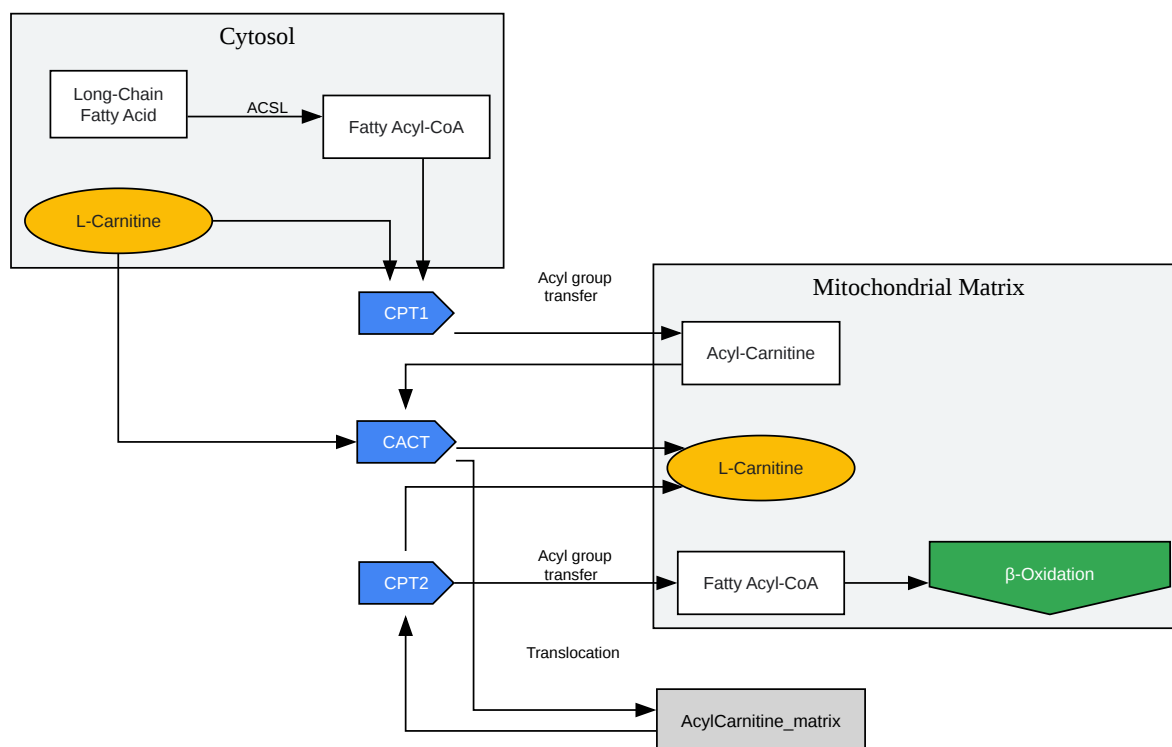 Cytosol
Long-Chain
Fatty Acid
ACSL
Fatty Acyl-CoA
L-Carnitine
CPT1
Acyl group
transfer
Mitochondrial Matrix
Acyl-Carnitine
CACT
L-Carnitine
CPT2
Acyl group
transfer
Fatty Acyl-CoA
β-Oxidation
Translocation
AcylCarnitine_matrix